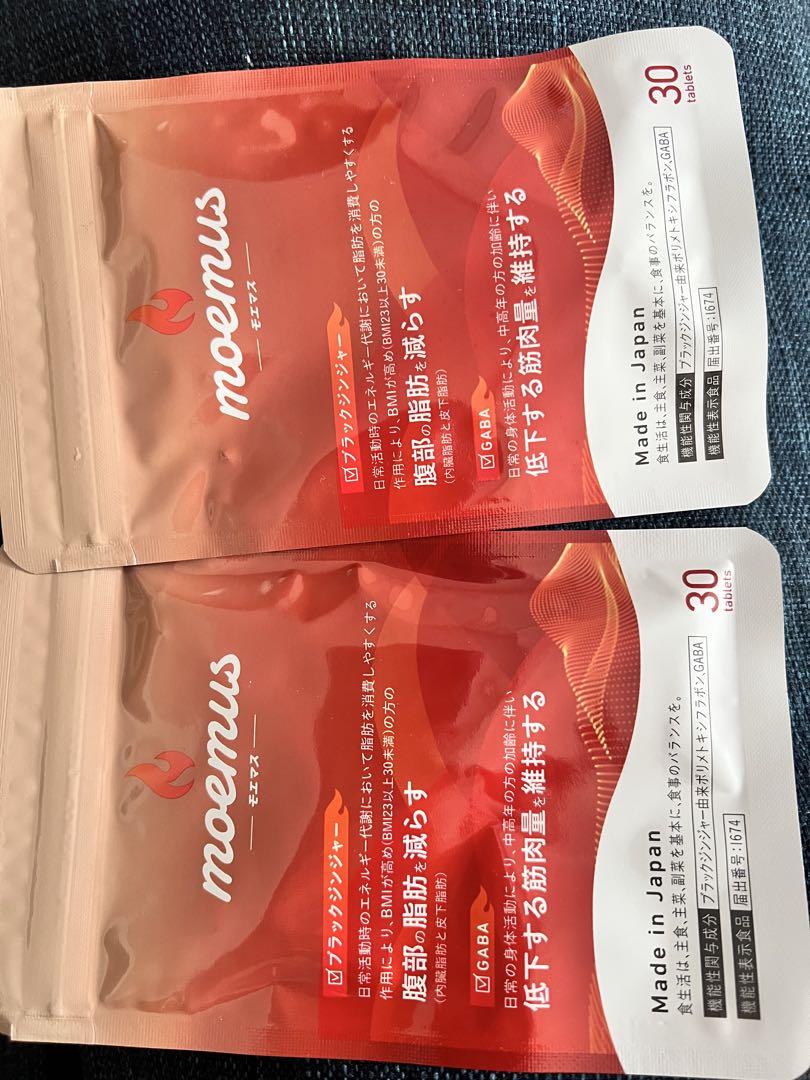 moemus
モエマス
ブラックジンジャー
日常活動時のエネルギー代謝において脂肪を消費しやすくする
作用により、BMIが高め(BMI23以上30未満)の方の
腹部の脂肪を減らす
(内臓脂肪と皮下脂肪)
GABA
日常の身体活動により、中高年の方の加齢に伴い
低下する筋肉量を維持する
Made in Japan
食生活は、主食、主菜、副菜を基本に、食事のバランスを。
機能性関与成分 ブラックジンジャー由来ポリメトキシフラボン、GABA
機能性表示食品 届出番号:I674
30
tablets
moemus
モエマス
ブラックジンジャー
日常活動時のエネルギー代謝において脂肪を消費しやすくする
作用により、BMIが高め(BMI23以上30未満)の方の
腹部の脂肪を減らす
(内臓脂肪と皮下脂肪)
GABA
日常の身体活動により、中高年の方の加齢に伴い
低下する筋肉量を維持する
Made in Japan
食生活は、主食、主菜、副菜を基本に、食事のバランスを。
機能性関与成分 ブラックジンジャー由来ポリメトキシフラボン、GABA
機能性表示食品 届出番号:I674
30
tablets